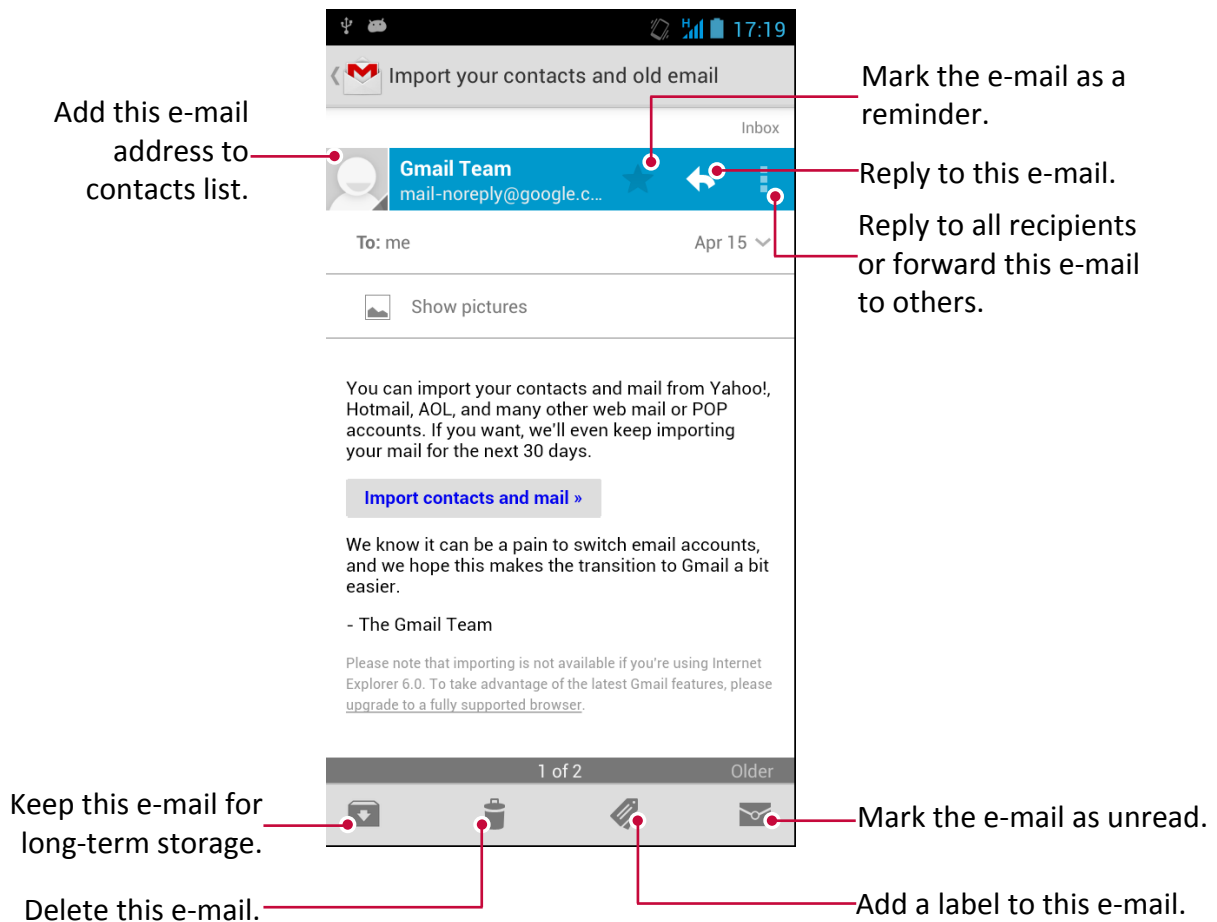 H 17:19
Import your contacts and old email
Mark the e-mail as a
reminder.
Add this e-mail
address to
contacts list.
Inbox
Gmail Team
mail-noreply@google.c...
Reply to this e-mail.
Reply to all recipients
or forward this e-mail
to others.
To: me Apr 15
Show pictures
You can import your contacts and mail from Yahoo!,
Hotmail, AOL, and many other web mail or POP
accounts. If you want, we'll even keep importing
your mail for the next 30 days.
Import contacts and mail »
We know it can be a pain to switch email accounts,
and we hope this makes the transition to Gmail a bit
easier.
- The Gmail Team
Please note that importing is not available if you're using Internet
Explorer 6.0. To take advantage of the latest Gmail features, please
upgrade to a fully supported browser.
1 of 2 Older
Keep this e-mail for
long-term storage.
Mark the e-mail as unread.
Delete this e-mail.
Add a label to this e-mail.